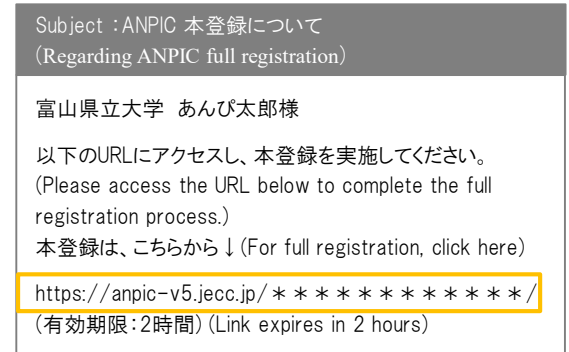 Subject：ANPIC 本登録について
（Regarding ANPIC full registration）
富山県立大学 あんぴ太郎様
以下のURLにアクセスし、本登録を実施してください。
(Please access the URL below to complete the full
registration process.)
本登録は、こちらから↓(For full registration, click here)
https://anpic-v5.jecc.jp/＊＊＊＊＊＊＊＊＊＊＊＊/
(有効期限：2時間) (Link expires in 2 hours)